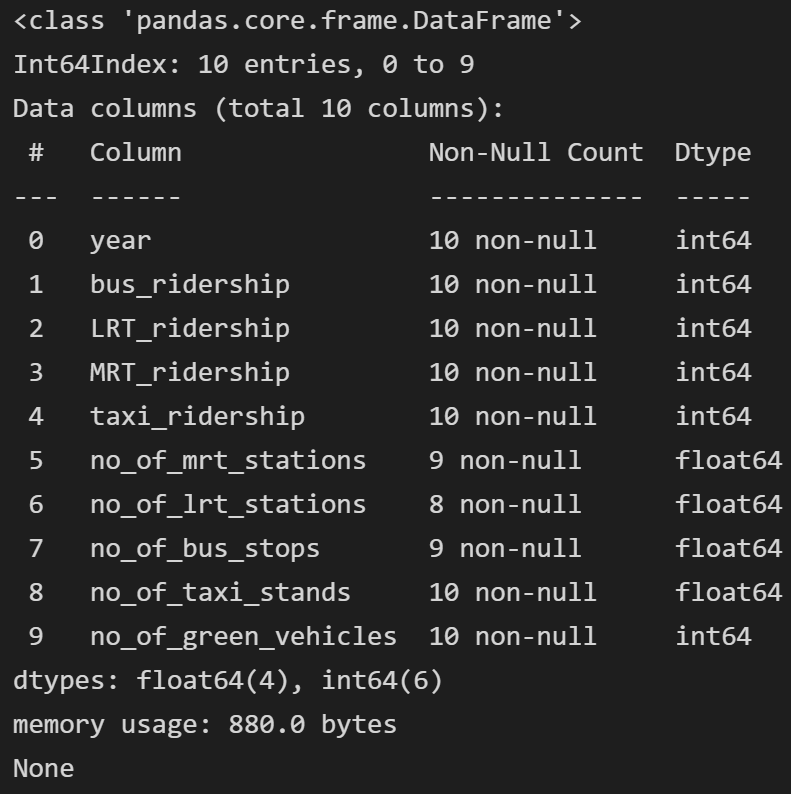 <class 'pandas.core.frame.DataFrame'>
Int64Index: 10 entries, 0 to 9
Data columns (total 10 columns):
 #   Column                Non-Null Count  Dtype
---  ------                --------------  -----
 0   year                  10 non-null     int64
 1   bus_ridership         10 non-null     int64
 2   LRT_ridership         10 non-null     int64
 3   MRT_ridership         10 non-null     int64
 4   taxi_ridership        10 non-null     int64
 5   no_of_mrt_stations    9 non-null      float64
 6   no_of_lrt_stations    8 non-null      float64
 7   no_of_bus_stops       9 non-null      float64
 8   no_of_taxi_stands     10 non-null     float64
 9   no_of_green_vehicles  10 non-null     int64
dtypes: float64(4), int64(6)
memory usage: 880.0 bytes
None